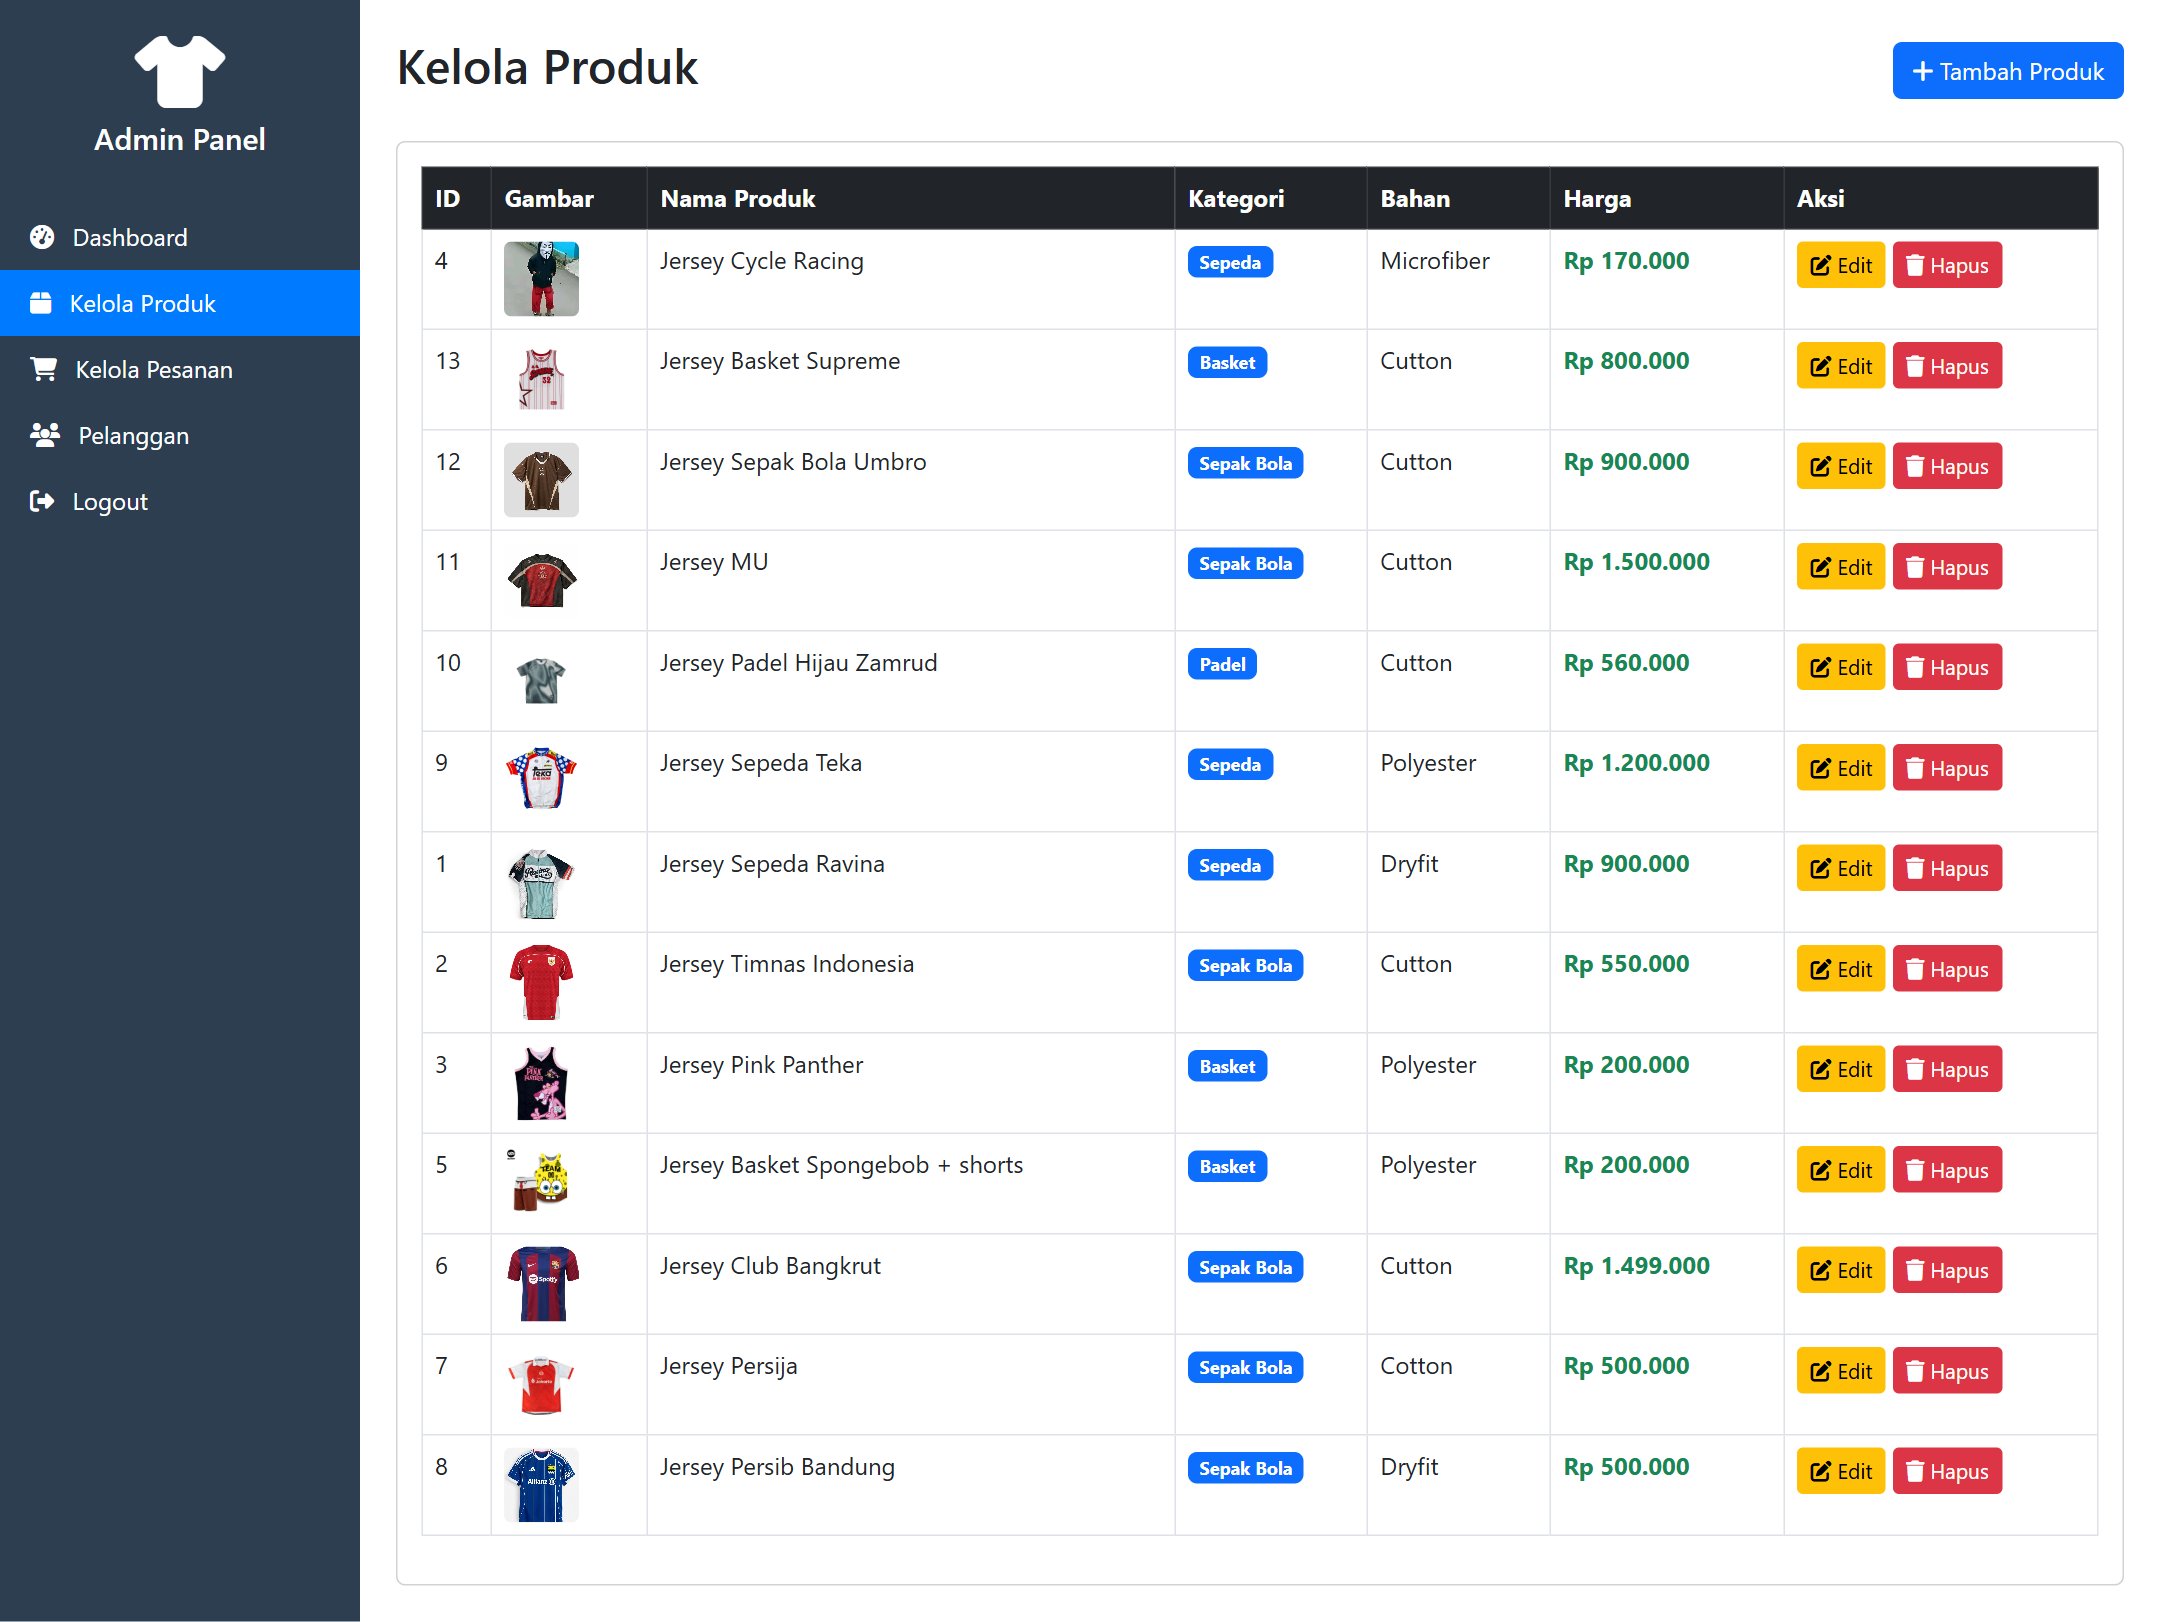 Admin Panel
Dashboard
Kelola Produk
Kelola Pesanan
Pelanggan
Logout
Kelola Produk
Tambah Produk
ID Gambar Nama Produk Kategori Bahan Harga Aksi
4 Jersey Cycle Racing Sepeda Microfiber Rp 170.000 Edit Hapus
13 Jersey Basket Supreme Basket Cutton Rp 800.000 Edit Hapus
12 Jersey Sepak Bola Umbro Sepak Bola Cutton Rp 900.000 Edit Hapus
11 Jersey MU Sepak Bola Cutton Rp 1.500.000 Edit Hapus
10 Jersey Padel Hijau Zamrud Padel Cutton Rp 560.000 Edit Hapus
9 Jersey Sepeda Teka Sepeda Polyester Rp 1.200.000 Edit Hapus
1 Jersey Sepeda Ravina Sepeda Dryfit Rp 900.000 Edit Hapus
2 Jersey Timnas Indonesia Sepak Bola Cutton Rp 550.000 Edit Hapus
3 Jersey Pink Panther Basket Polyester Rp 200.000 Edit Hapus
5 Jersey Basket Spongebob + shorts Basket Polyester Rp 200.000 Edit Hapus
6 Jersey Club Bangkrut Sepak Bola Cutton Rp 1.499.000 Edit Hapus
7 Jersey Persija Sepak Bola Cotton Rp 500.000 Edit Hapus
8 Jersey Persib Bandung Sepak Bola Dryfit Rp 500.000 Edit Hapus